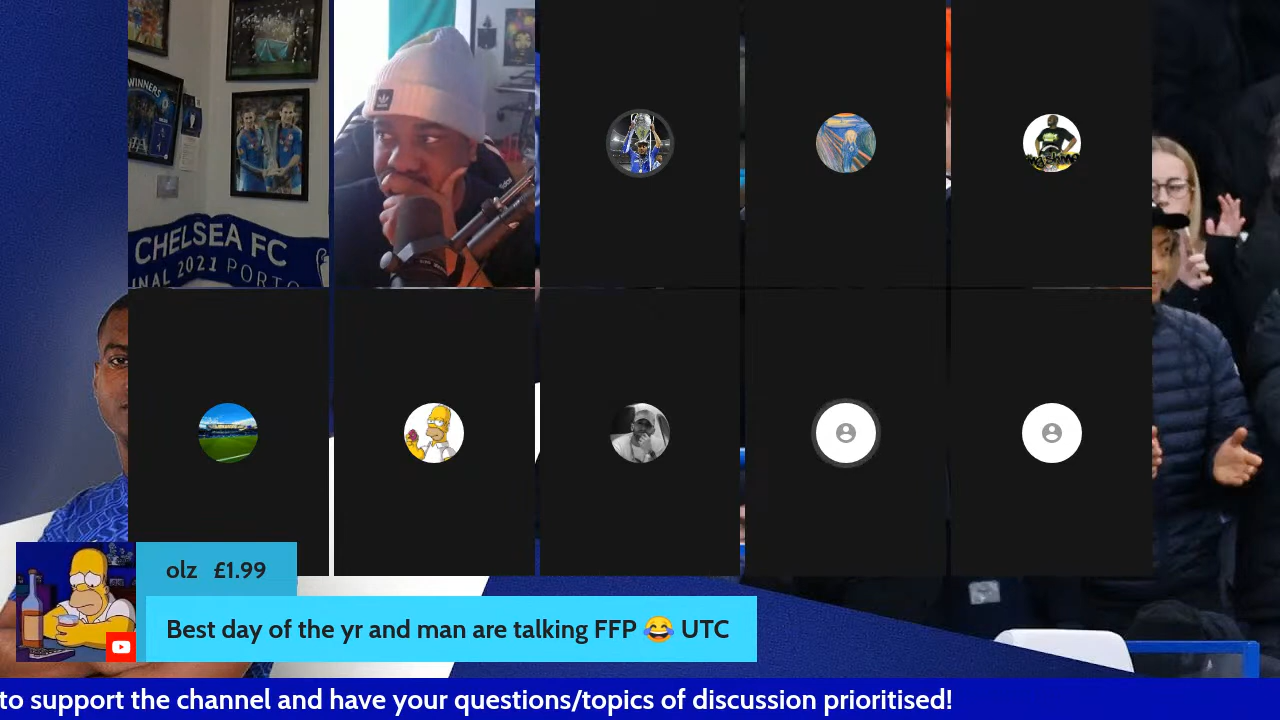 WINNERS
CHELSEA FC
INAL 2021 PORTO
olz £1.99
Best day of the yr and man are talking FFP 😂 UTC
to support the channel and have your questions/topics of discussion prioritised!